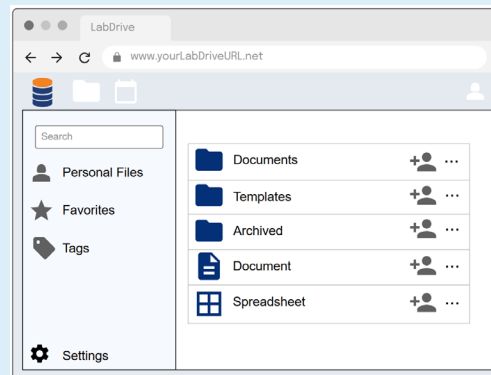 LabDrive
www.yourLabDriveURL.net
Search
Personal Files
Favorites
Tags
Settings
Documents
Templates
Archived
Document
Spreadsheet